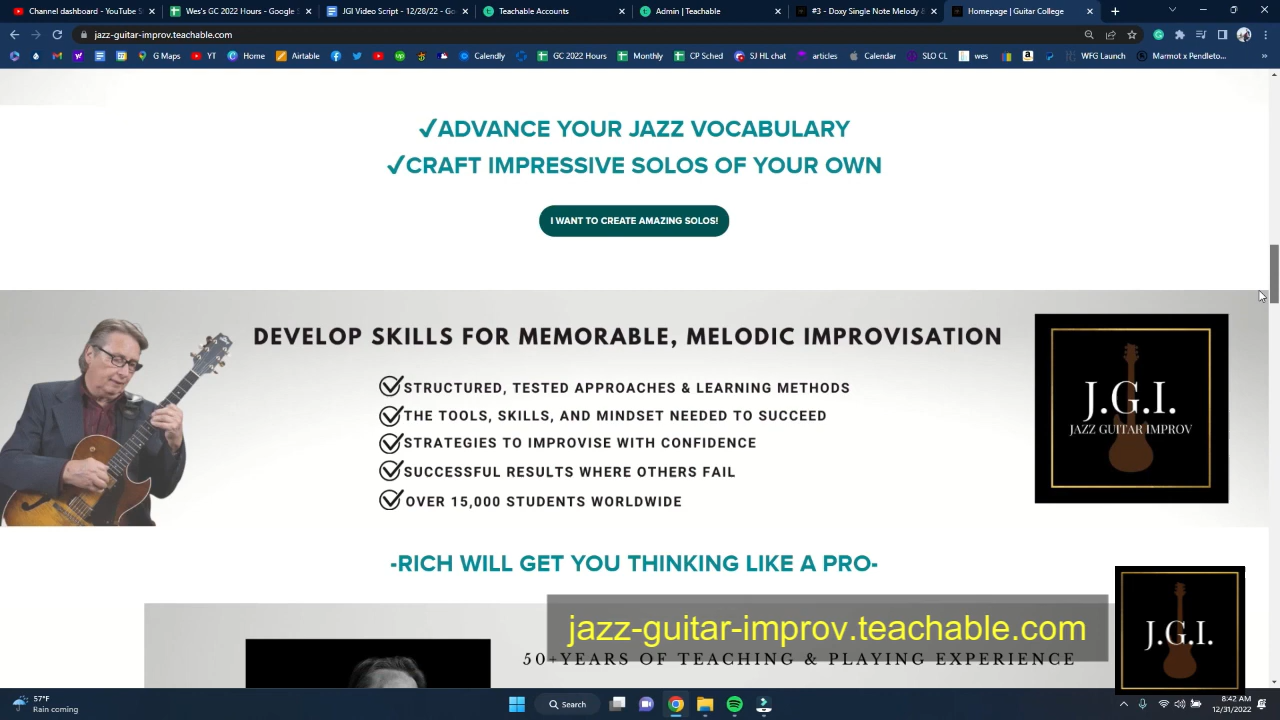 Channel dashboard - YouTube
Wes's GC 2022 Hours - Google S
JGI Video Script - 12/28/22 - Go
Teachable
Teachable Admin
#3 - Doxy Single Note Melody &
Homepage | Guitar College
jazz-guitar-improv.teachable.com
G Maps
YT
Home
Airtable
Calendly
Accounts
GC 2022 Hours
Monthly
CP Sched
SJ HL chat
articles
Calendar
SLO CL
wes
WFG Launch
Marmot x Pendleto...
✓ADVANCE YOUR JAZZ VOCABULARY
✓CRAFT IMPRESSIVE SOLOS OF YOUR OWN
I WANT TO CREATE AMAZING SOLOS!
DEVELOP SKILLS FOR MEMORABLE, MELODIC IMPROVISATION
STRUCTURED, TESTED APPROACHES & LEARNING METHODS
THE TOOLS, SKILLS, AND MINDSET NEEDED TO SUCCEED
STRATEGIES TO IMPROVISE WITH CONFIDENCE
SUCCESSFUL RESULTS WHERE OTHERS FAIL
OVER 15,000 STUDENTS WORLDWIDE
J.G.I.
JAZZ GUITAR IMPROV
-RICH WILL GET YOU THINKING LIKE A PRO-
jazz-guitar-improv.teachable.com
50+YEARS OF TEACHING & PLAYING EXPERIENCE
J.G.I.
57°F
Rain coming
Search
8:42 AM
12/31/2022